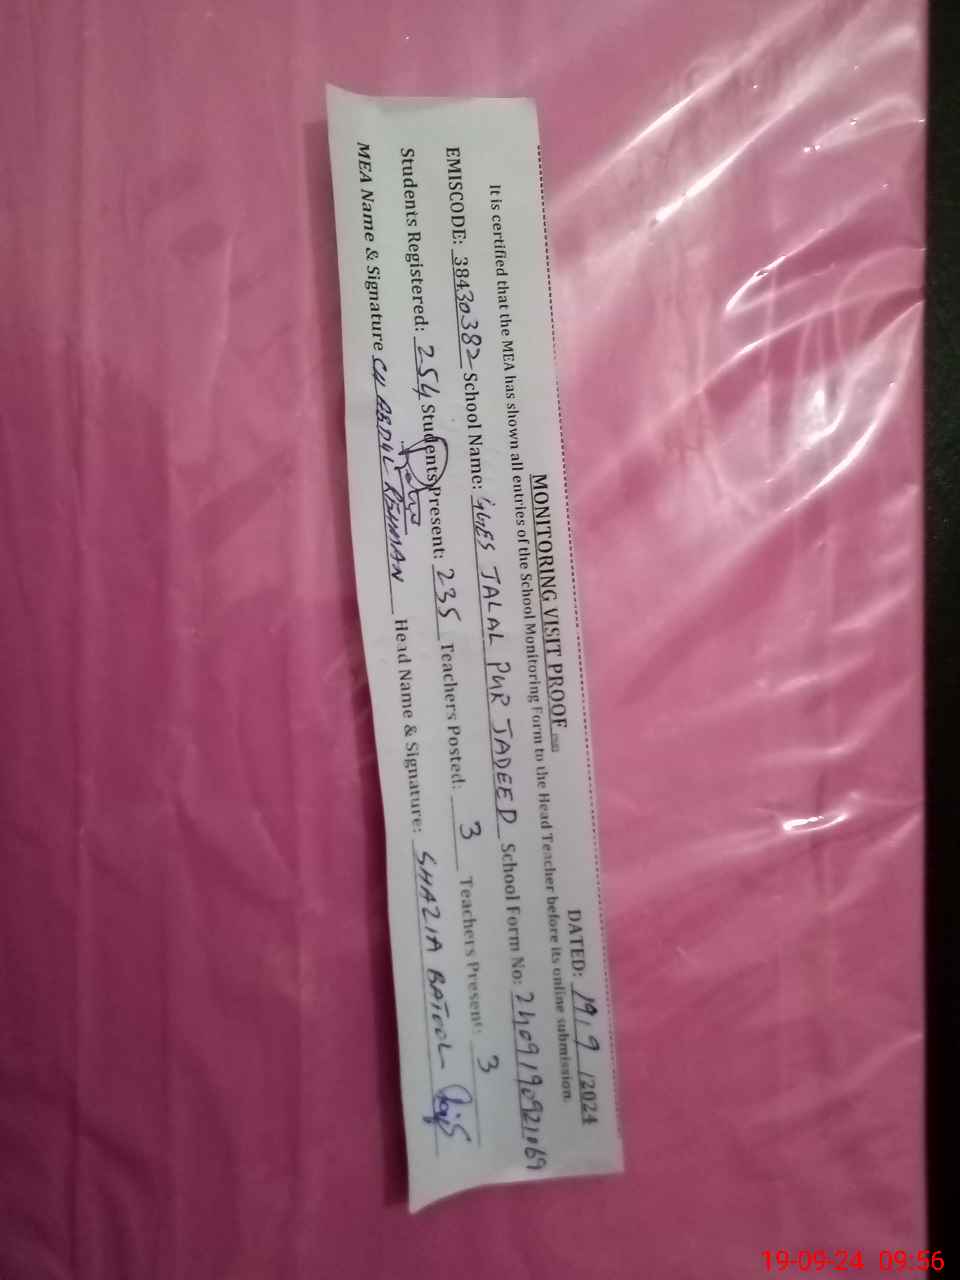 MONITORING VISIT PROOF
DATED: 19/9/2024
It is certified that the MEA has shown all entries of the School Monitoring Form to the Head Teacher before its online submission.
EMISCODE: 38430382 School Name: GGES JALAL PUR JADEED School Form No:
Students Registered: 254 Students Present: 235 Teachers Posted: 3 Teachers Present: 3
MEA Name & Signature CH ABDUL REHMAN Head Name & Signature: SHAZIA BATOOL
19-09-24 09:56